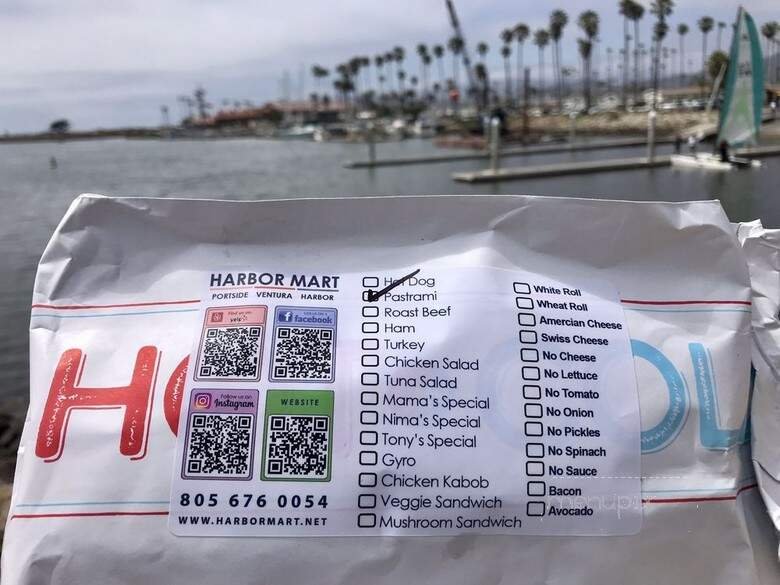 HARBOR MART
PORTSIDE VENTURA HARBOR
Find us on
yelp
facebook
Follow us on
Instagram
WEBSITE
805 676 0054
WWW.HARBORMART.NET
Hot Dog
Pastrami
Roast Beef
Ham
Turkey
Chicken Salad
Tuna Salad
Mama's Special
Nima's Special
Tony's Special
Gyro
Chicken Kabob
Veggie Sandwich
Mushroom Sandwich
White Roll
Wheat Roll
Amercian Cheese
Swiss Cheese
No Cheese
No Lettuce
No Tomato
No Onion
No Pickles
No Spinach
No Sauce
Bacon
Avocado
H
OL
menupix